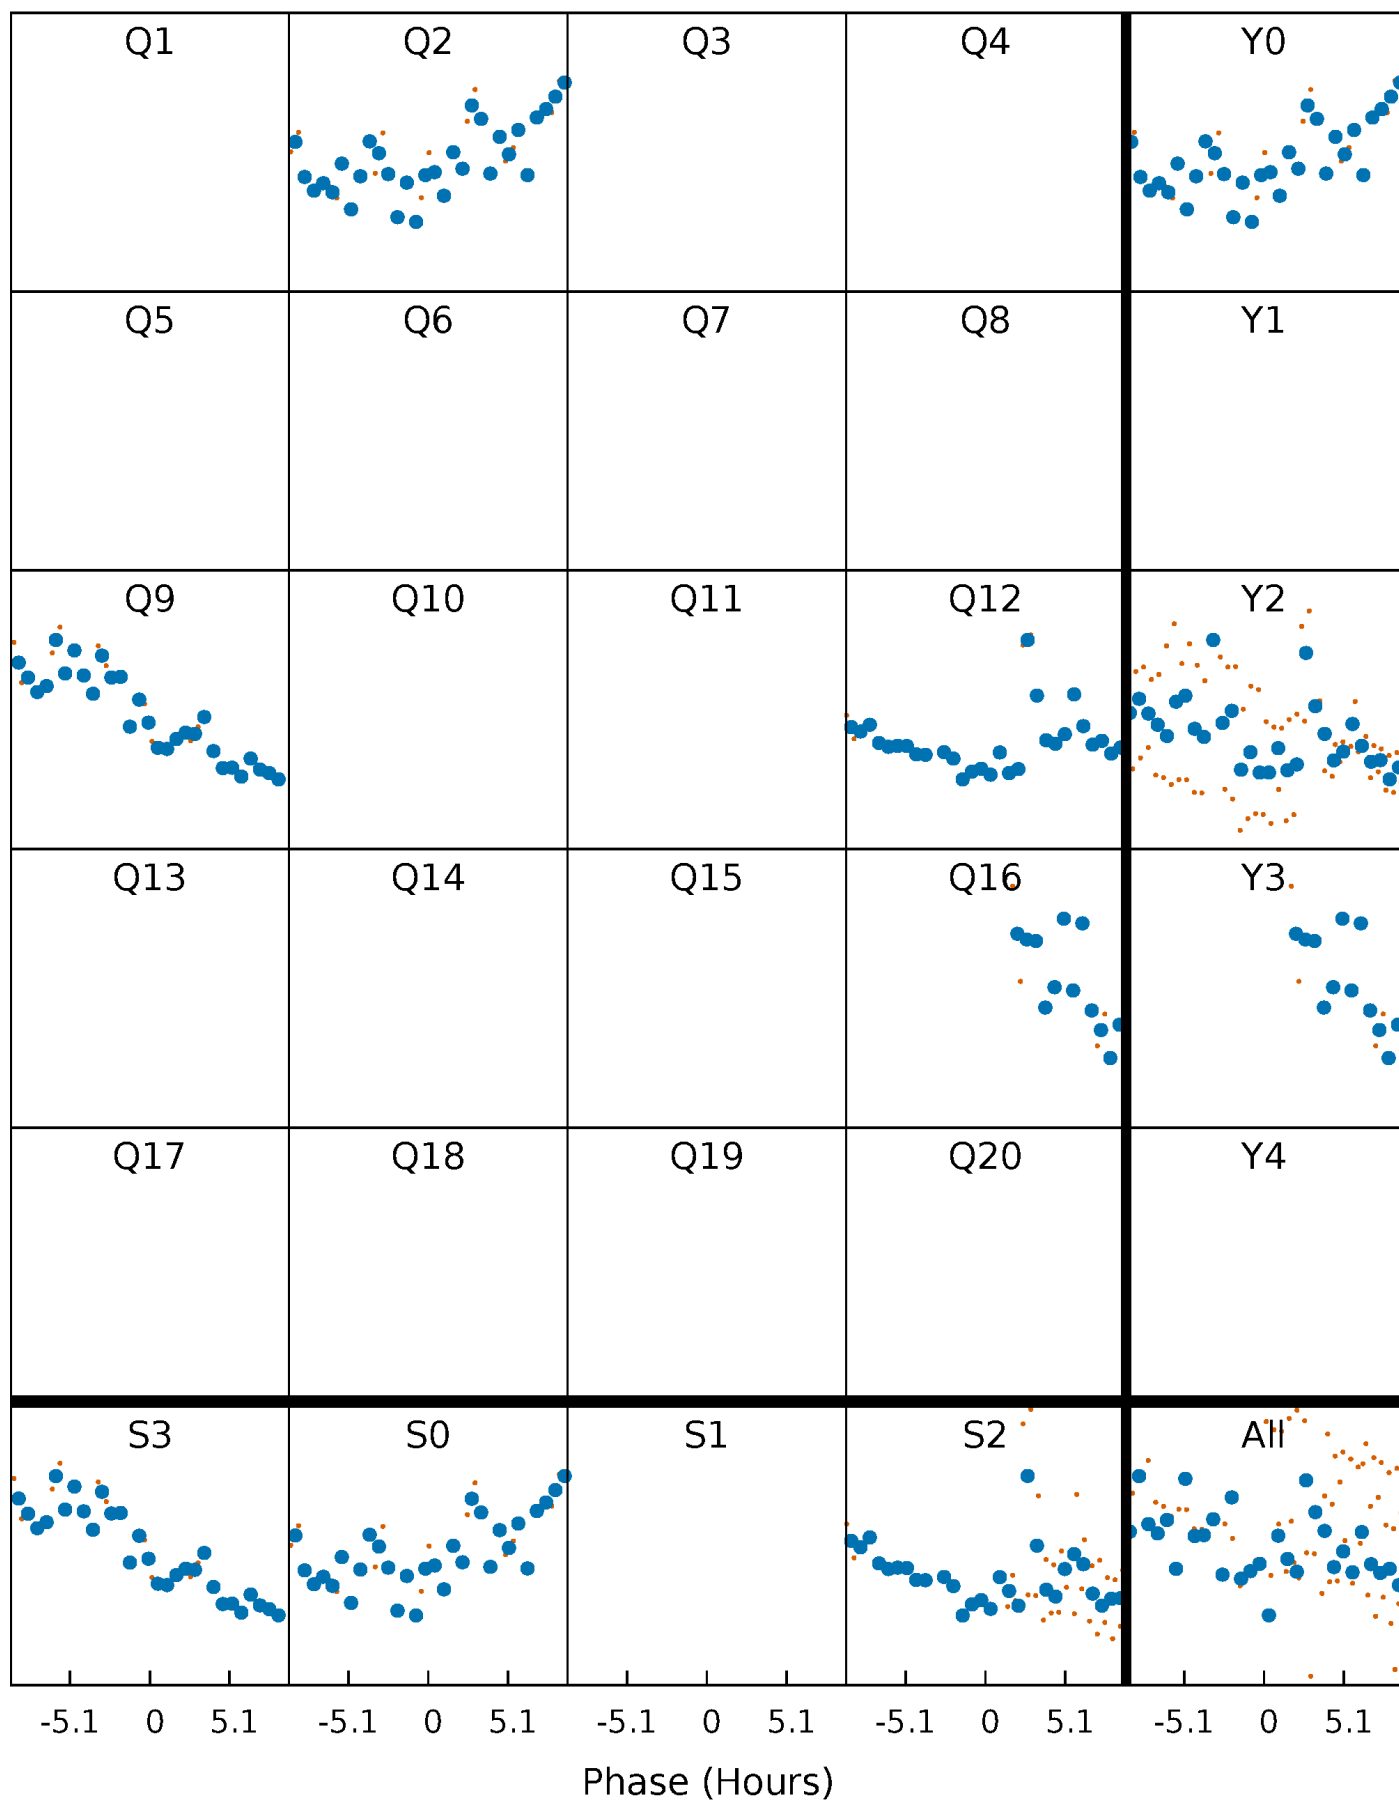 Q1 Q2 Q3 Q4 Y0
Q5 Q6 Q7 Q8 Y1
Q9 Q10 Q11 Q12 Y2
Q13 Q14 Q15 Q16 Y3
Q17 Q18 Q19 Q20 Y4
S3 S0 S1 S2 All
-5.1 0 5.1 -5.1 0 5.1 -5.1 0 5.1 -5.1 0 5.1 -5.1 0 5.1
Phase (Hours)